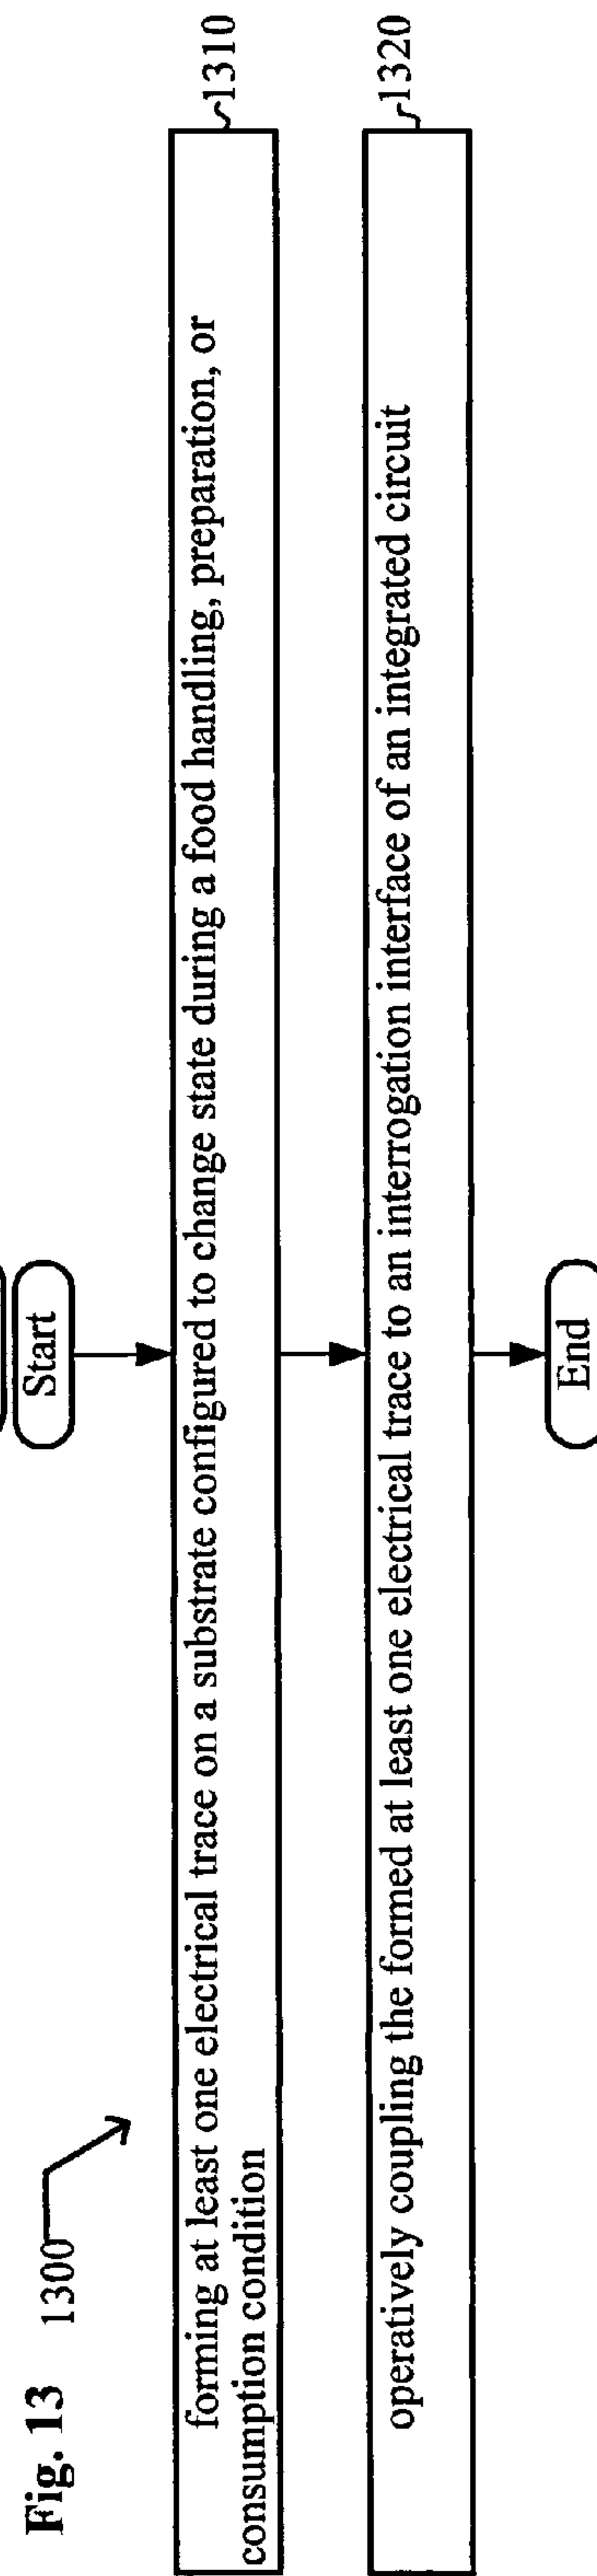 Fig. 13
1300
Start
forming at least one electrical trace on a substrate configured to change state during a food handling, preparation, or
consumption condition
1310
operatively coupling the formed at least one electrical trace to an interrogation interface of an integrated circuit
1320
End